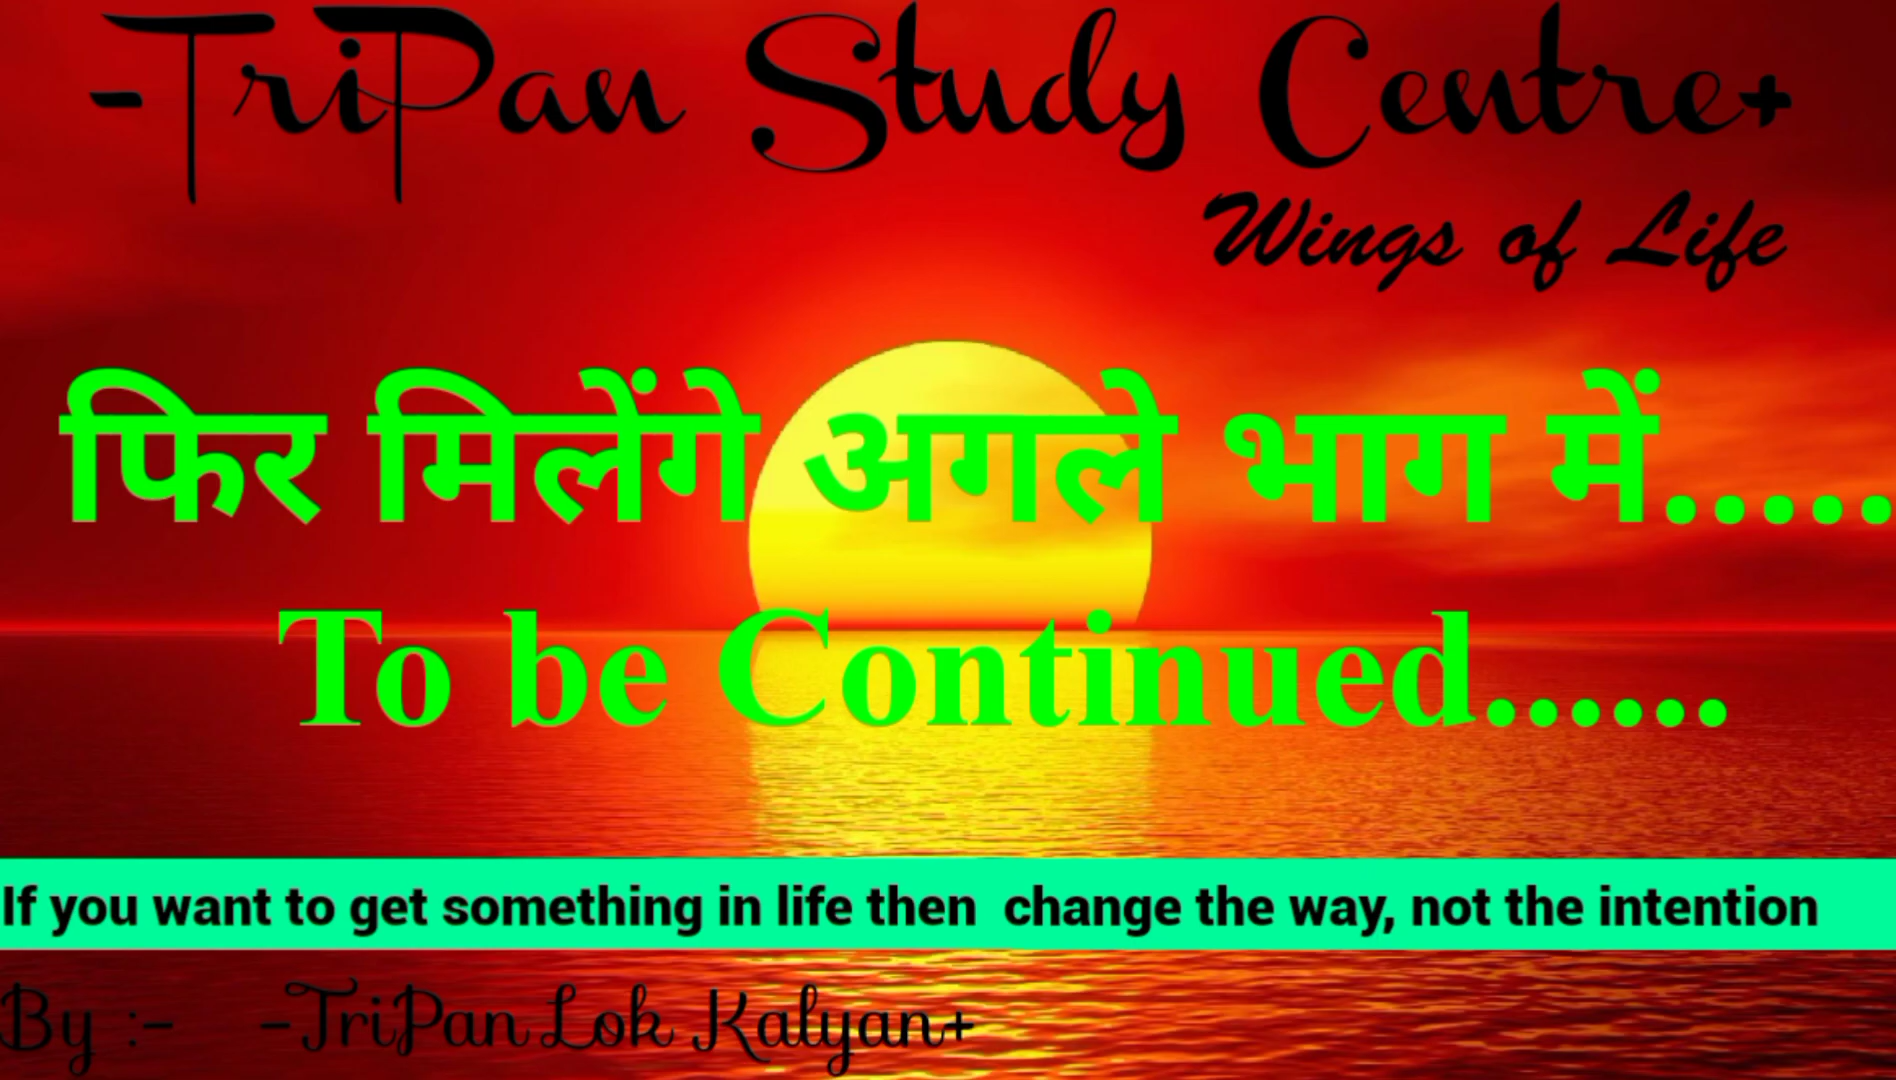 -TriPan Study Centre+
Wings of Life
फिर मिलेंगे अगले भाग में.....
To be Continued......
If you want to get something in life then  change the way, not the intention
By :-    -TriPan Lok Kalyan+